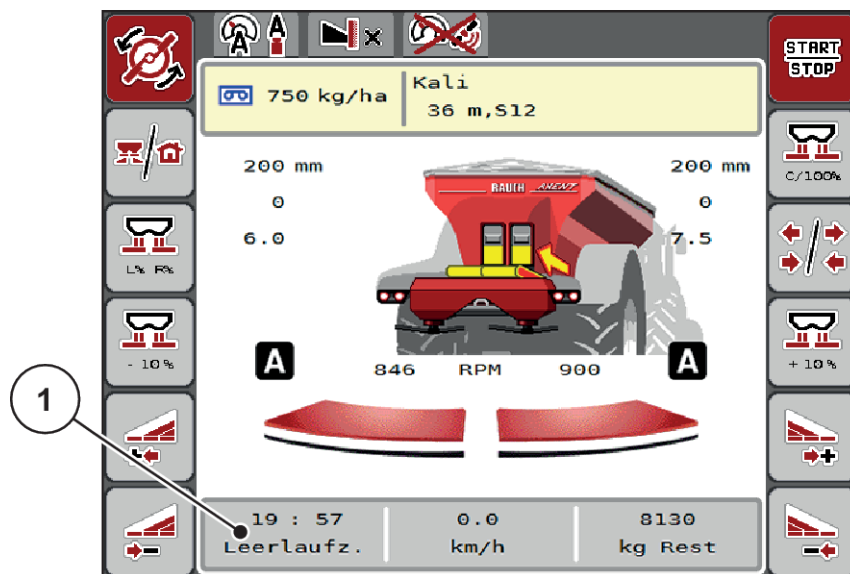 A A x
START
STOP
750 kg/ha
Kali
36 m,S12
200 mm
0
6.0
200 mm
0
7.5
RAUCH AXENT
C/100%
L% R%
- 10%
+ 10%
A
846 RPM 900
A
1
19 : 57
Leerlaufz.
0.0
km/h
8130
kg Rest